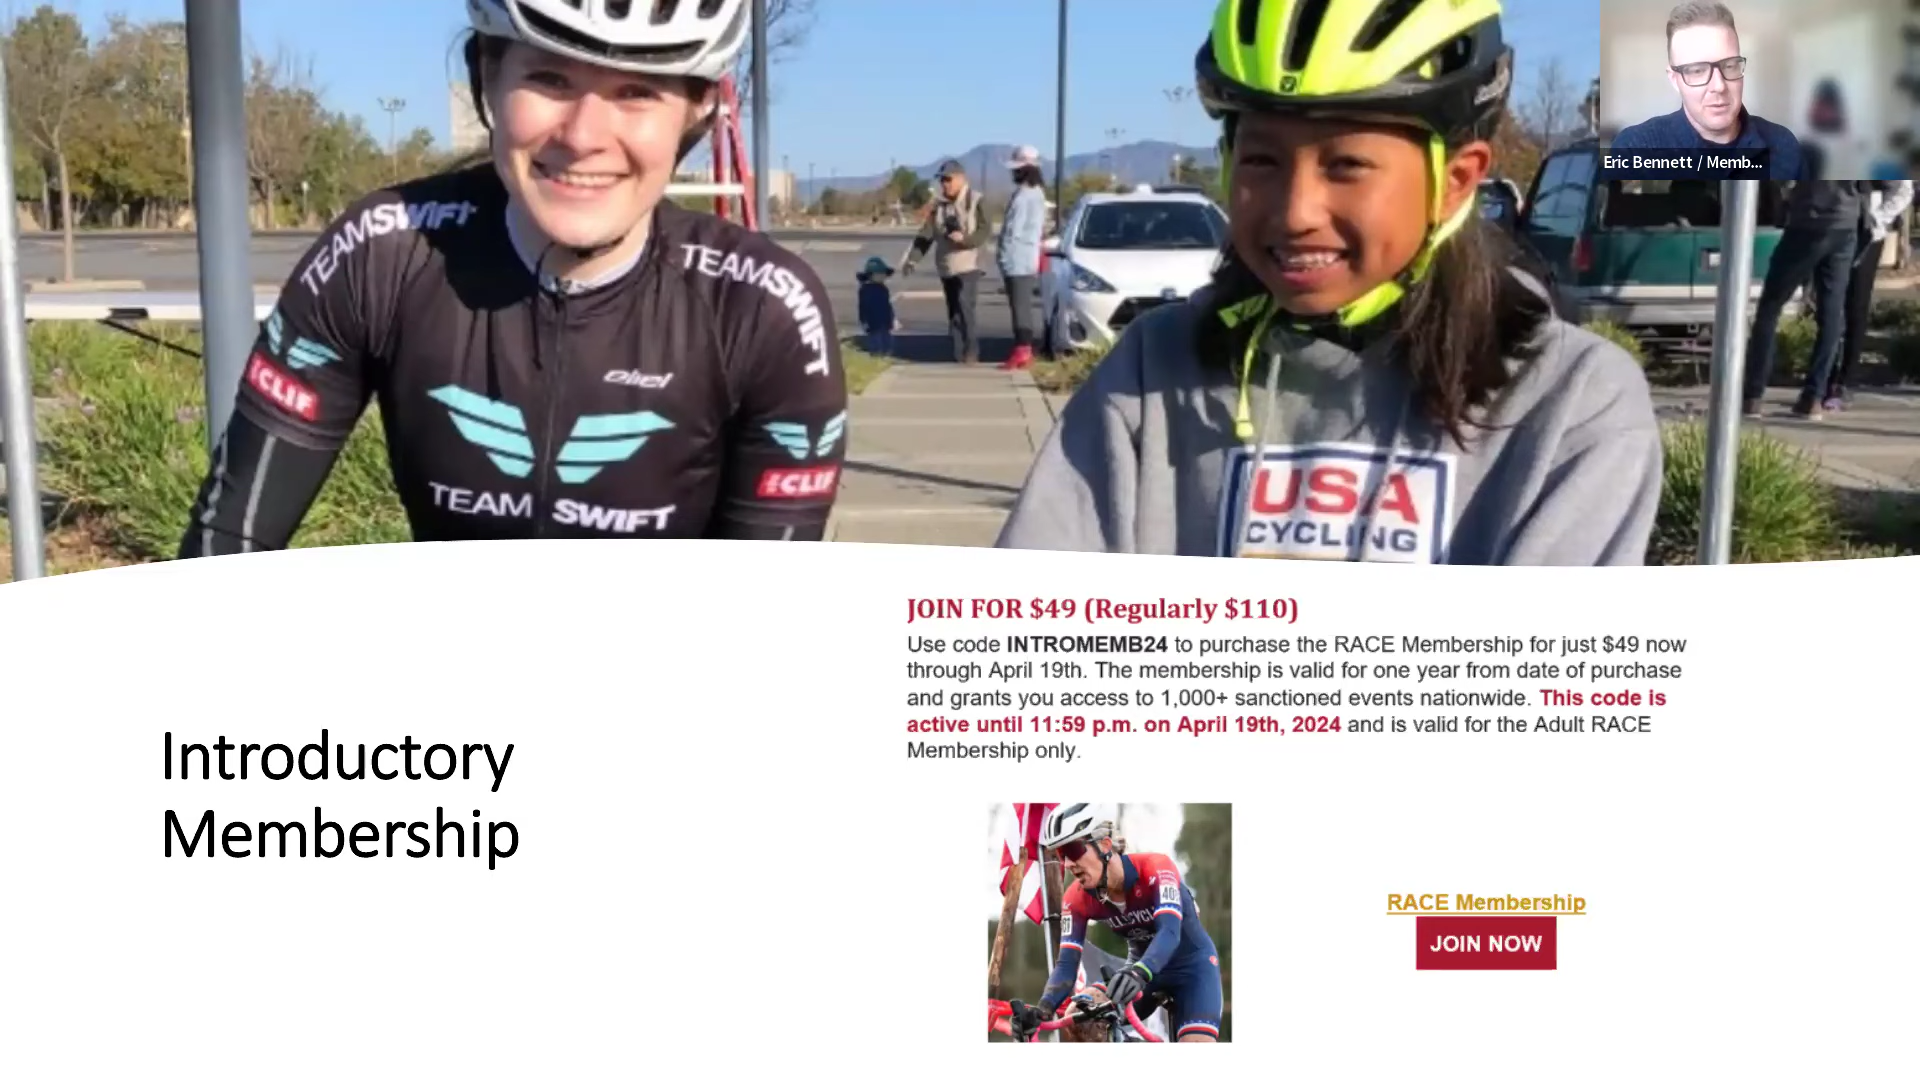 Eric Bennett / Memb...
TEAMSWIFT
TEAMSWIFT
eliel
CLIF
CLIF
TEAM SWIFT
USA
CYCLING
JOIN FOR $49 (Regularly $110)
Use code INTROMEMB24 to purchase the RACE Membership for just $49 now
through April 19th. The membership is valid for one year from date of purchase
and grants you access to 1,000+ sanctioned events nationwide. This code is
active until 11:59 p.m. on April 19th, 2024 and is valid for the Adult RACE
Membership only.
Introductory
Membership
RACE Membership
JOIN NOW